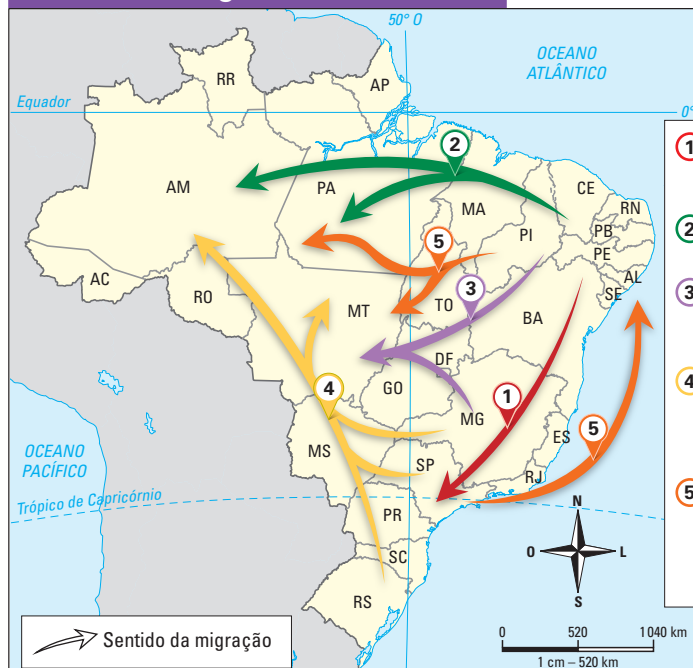 50° O
OCEANO
ATLÂNTICO
RR
AP
Equador
0°
1
2
AM
PA
MA
CE
RN
2
PB
PI
PE
5
AL
AC
SE
3
3
RO
MT
TO
BA
DF
4
GO
4
MG
1
OCEANO
PACÍFICO
MS
ES
5
SP
RJ
5
Trópico de Capricórnio
N
PR
O
L
SC
S
RS
Sentido da migração
0
520
1 040 km
1 cm – 520 km